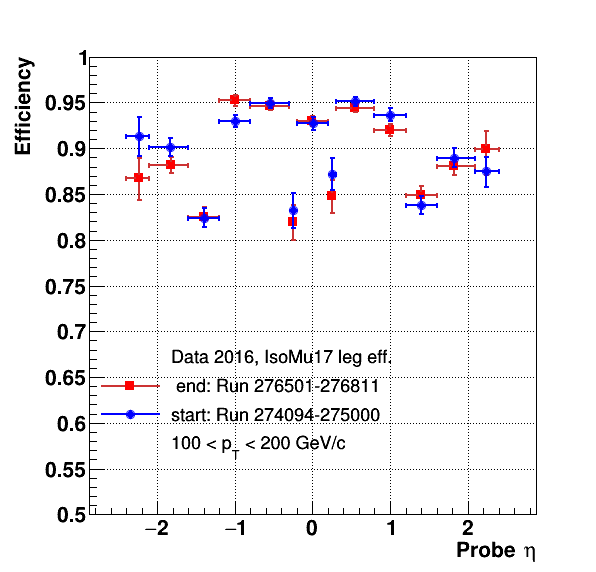 Efficiency
1
0.95
0.9
0.85
0.8
0.75
0.7
0.65
0.6
0.55
0.5
Data 2016, IsoMu17 leg eff.
end: Run 276501-276811
start: Run 274094-275000
100 < p_T < 200 GeV/c
−2 −1 0 1 2
Probe η